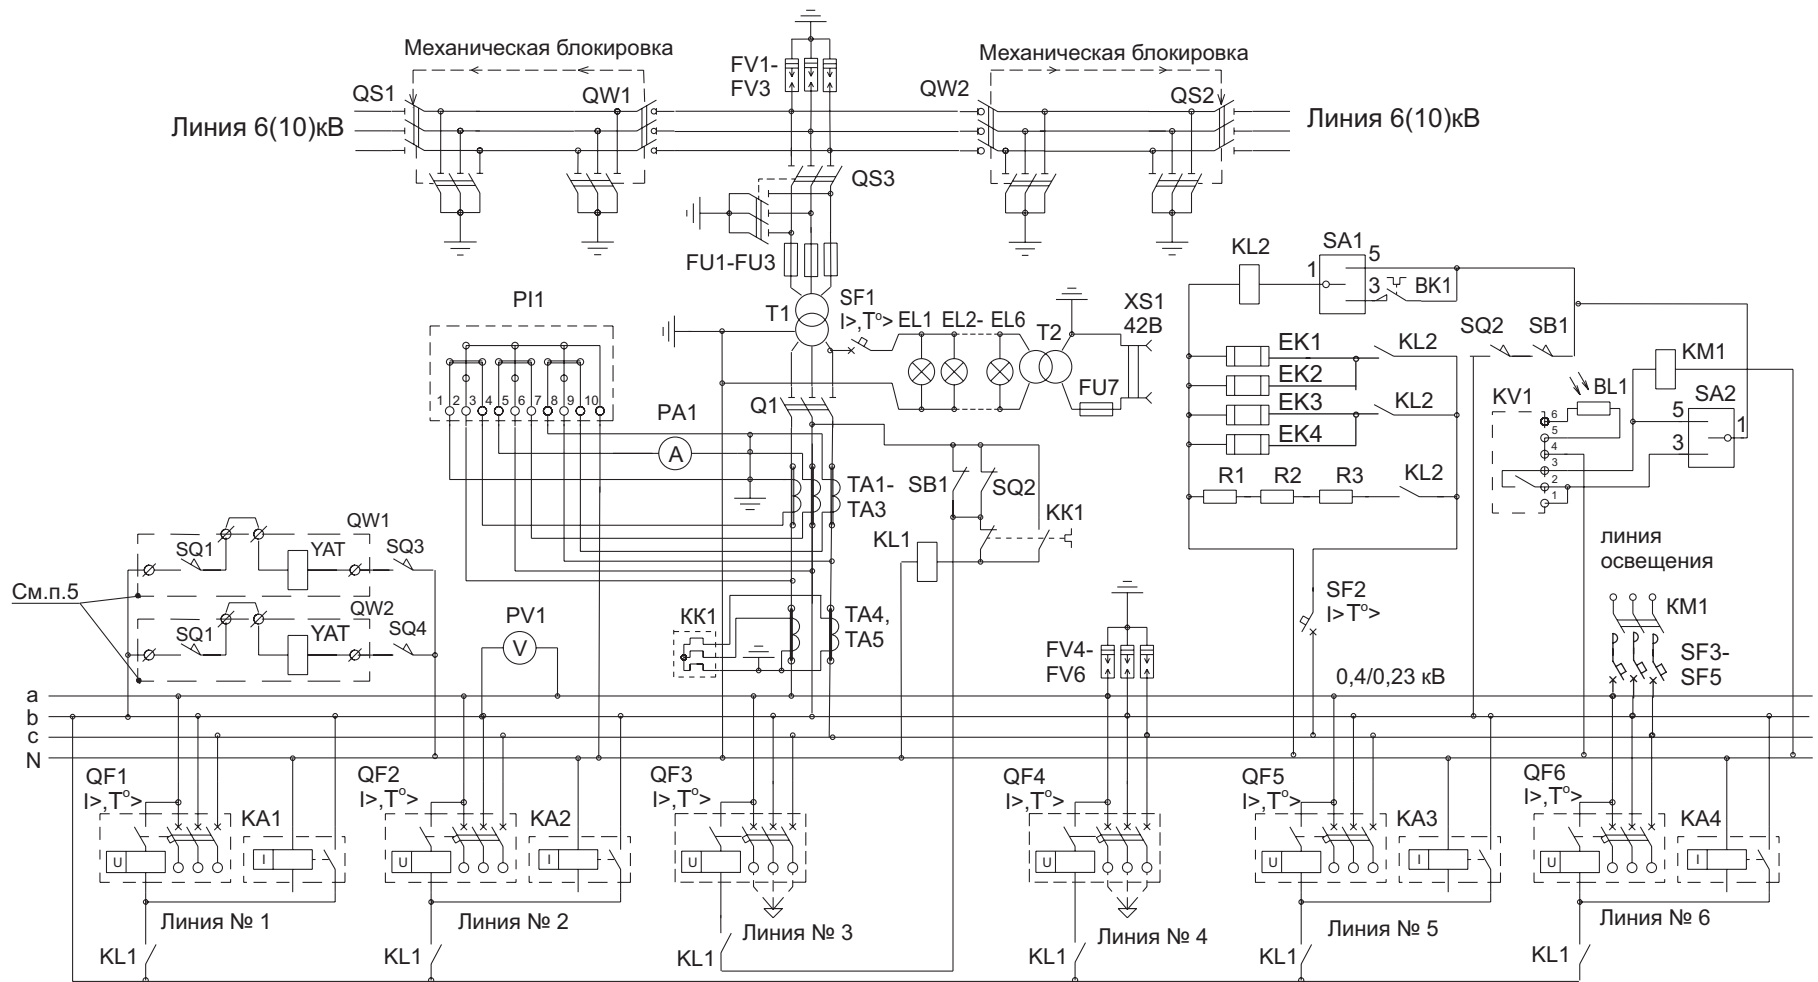 Механическая блокировка
Механическая блокировка
FV1-
FV3
QS1
QW1
QW2
QS2
Линия 6(10)кВ
Линия 6(10)кВ
QS3
FU1-FU3
T1
SF1
I>,T°>
EL1
EL2-
EL6
T2
XS1
42В
FU7
PI1
1 2 3 4 5 6 7 8 9 10
PA1
A
Q1
KL2
SA1
1
5
3
BK1
SQ2
SB1
KM1
EK1
KL2
EK2
EK3
KL2
EK4
R1
R2
R3
KL2
KV1
BL1
6
5
4
3
2
1
5
3
SA2
1
TA1-
TA3
SB1
SQ2
KK1
KL1
QW1
SQ1
YAT
SQ3
См.п.5
QW2
SQ1
YAT
SQ4
PV1
V
KK1
TA4,
TA5
FV4-
FV6
SF2
I>T°>
0,4/0,23 кВ
линия
освещения
KM1
SF3-
SF5
a
b
c
N
QF1
I>,T°>
U
KA1
I
QF2
I>,T°>
U
KA2
I
QF3
I>,T°>
U
QF4
I>,T°>
U
QF5
I>,T°>
U
KA3
I
QF6
I>,T°>
U
KA4
I
Линия № 1
Линия № 2
Линия № 3
Линия № 4
Линия № 5
Линия № 6
KL1
KL1
KL1
KL1
KL1
KL1